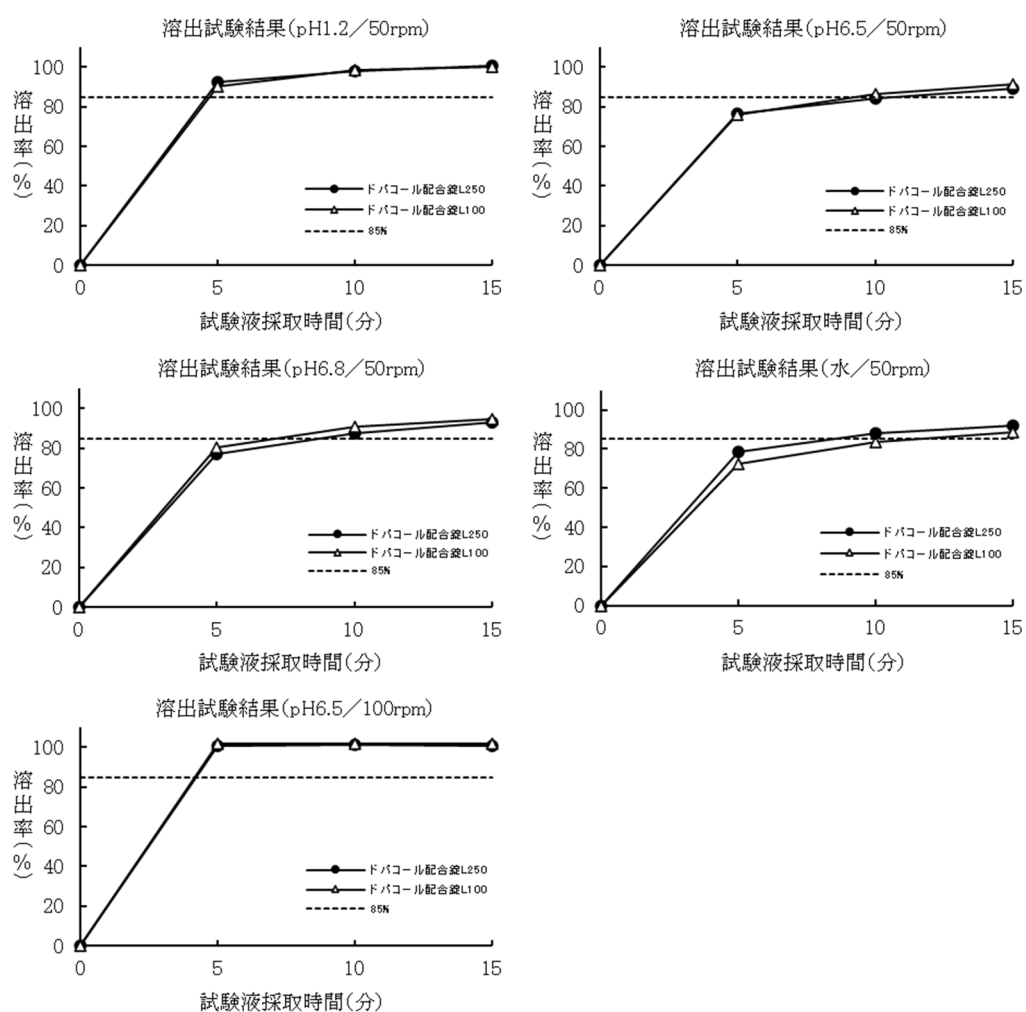 溶出試験結果(pH1.2／50rpm)
溶出率(%)
100
80
60
40
20
0
ドパコール配合錠L250
ドパコール配合錠L100
85%
0 5 10 15
試験液採取時間(分)
溶出試験結果(pH6.5／50rpm)
溶出率(%)
100
80
60
40
20
0
ドパコール配合錠L250
ドパコール配合錠L100
85%
0 5 10 15
試験液採取時間(分)
溶出試験結果(pH6.8／50rpm)
溶出率(%)
100
80
60
40
20
0
ドパコール配合錠L250
ドパコール配合錠L100
85%
0 5 10 15
試験液採取時間(分)
溶出試験結果(水／50rpm)
溶出率(%)
100
80
60
40
20
0
ドパコール配合錠L250
ドパコール配合錠L100
85%
0 5 10 15
試験液採取時間(分)
溶出試験結果(pH6.5／100rpm)
溶出率(%)
100
80
60
40
20
0
ドパコール配合錠L250
ドパコール配合錠L100
85%
0 5 10 15
試験液採取時間(分)